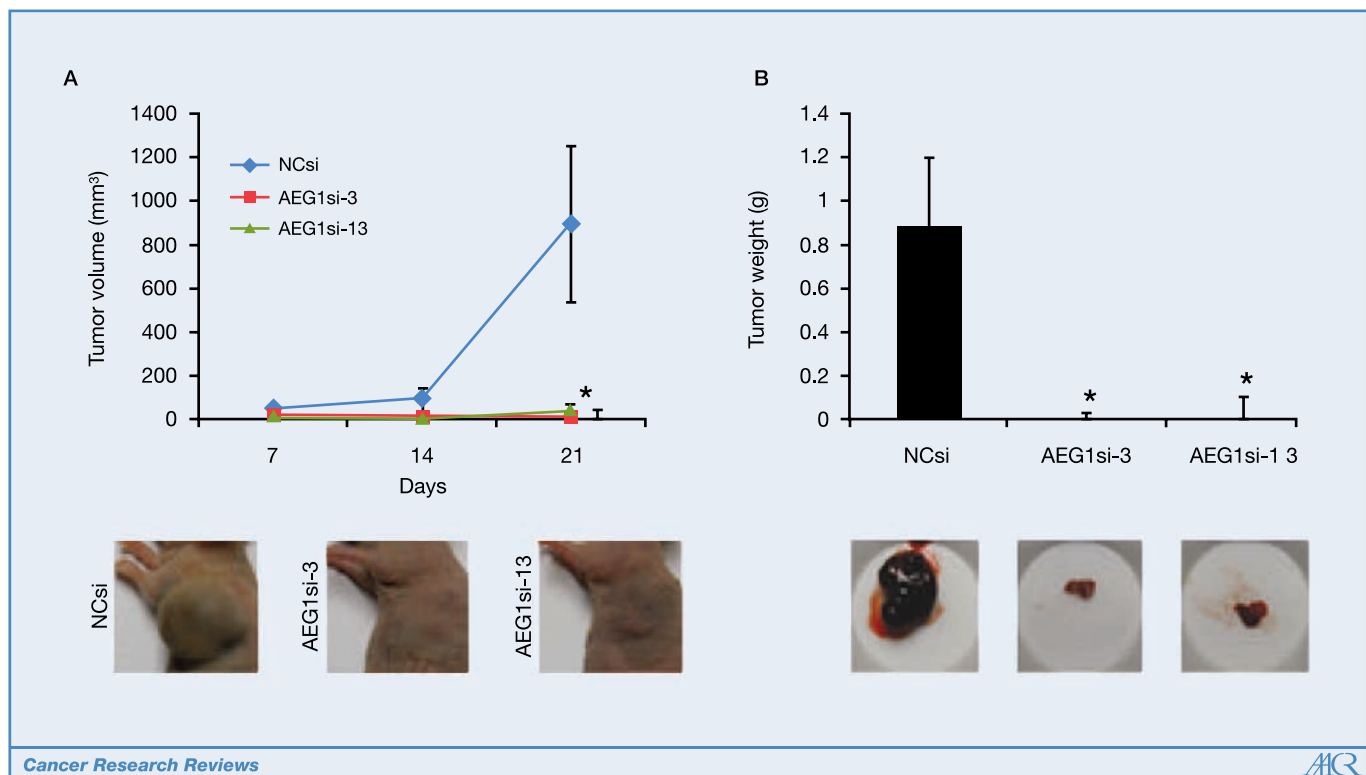 A
Tumor volume (mm³)
1400
1200
1000
800
600
400
200
0
NCsi
AEG1si-3
AEG1si-13
*
7
14
21
Days
NCsi
AEG1si-3
AEG1si-13
B
Tumor weight (g)
1.4
1.2
1
0.8
0.6
0.4
0.2
0
*
*
NCsi
AEG1si-3
AEG1si-1 3
Cancer Research Reviews
AACR